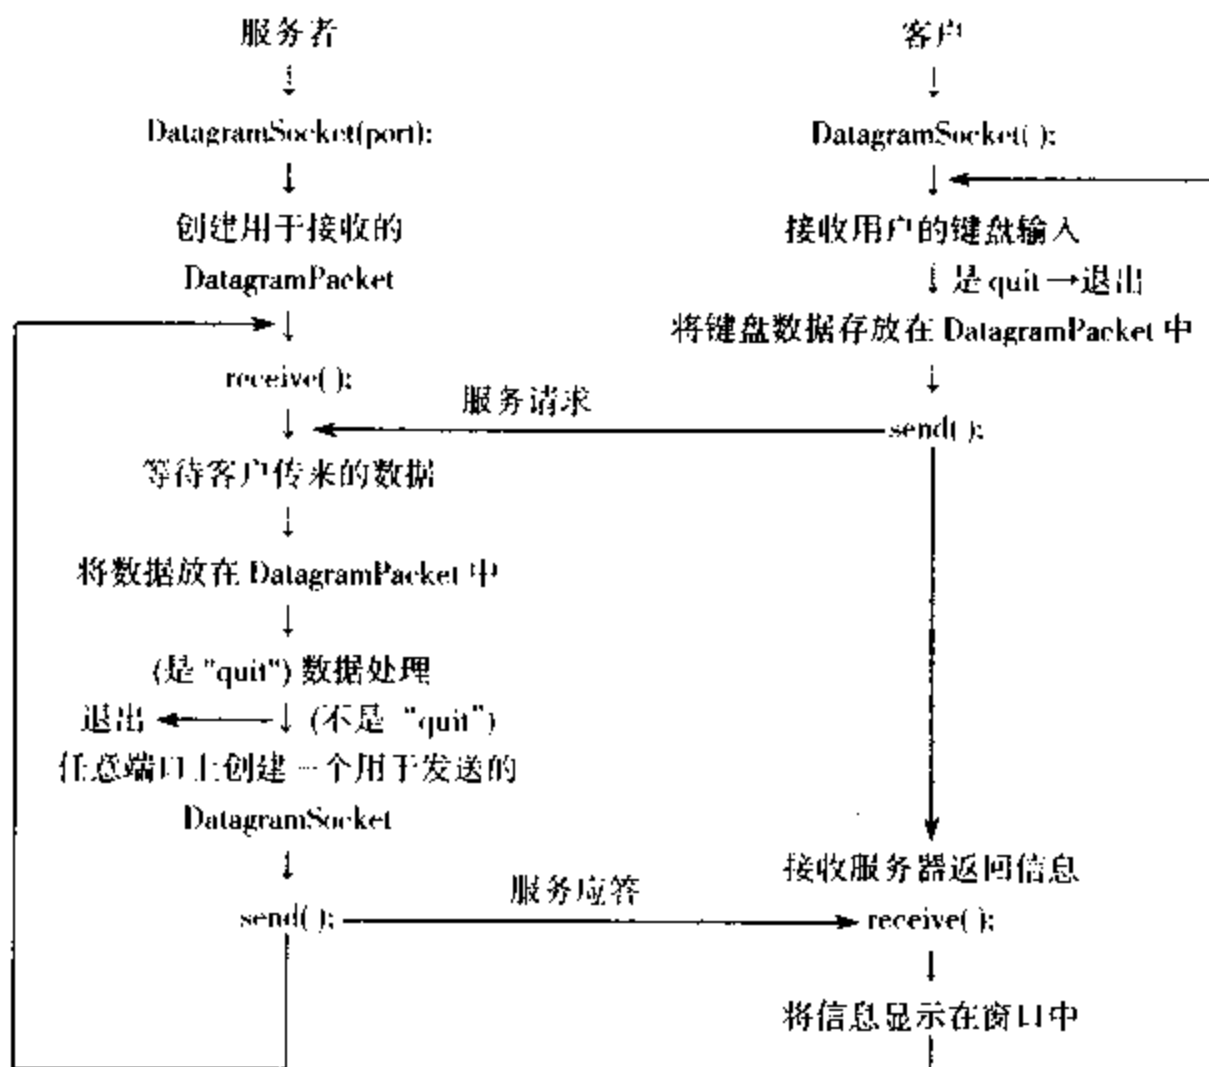 服务者
DatagramSocket(port);
创建用于接收的
DatagramPacket
receive( );
等待客户传来的数据
将数据放在 DatagramPacket 中
(是 "quit") 数据处理
退出
(不是 "quit")
任意端口上创建一个用于发送的
DatagramSocket
send( );
服务请求
服务应答
客户
DatagramSocket( );
接收用户的键盘输入
是 quit →退出
将键盘数据存放在 DatagramPacket 中
send( );
接收服务器返回信息
receive( );
将信息显示在窗口中